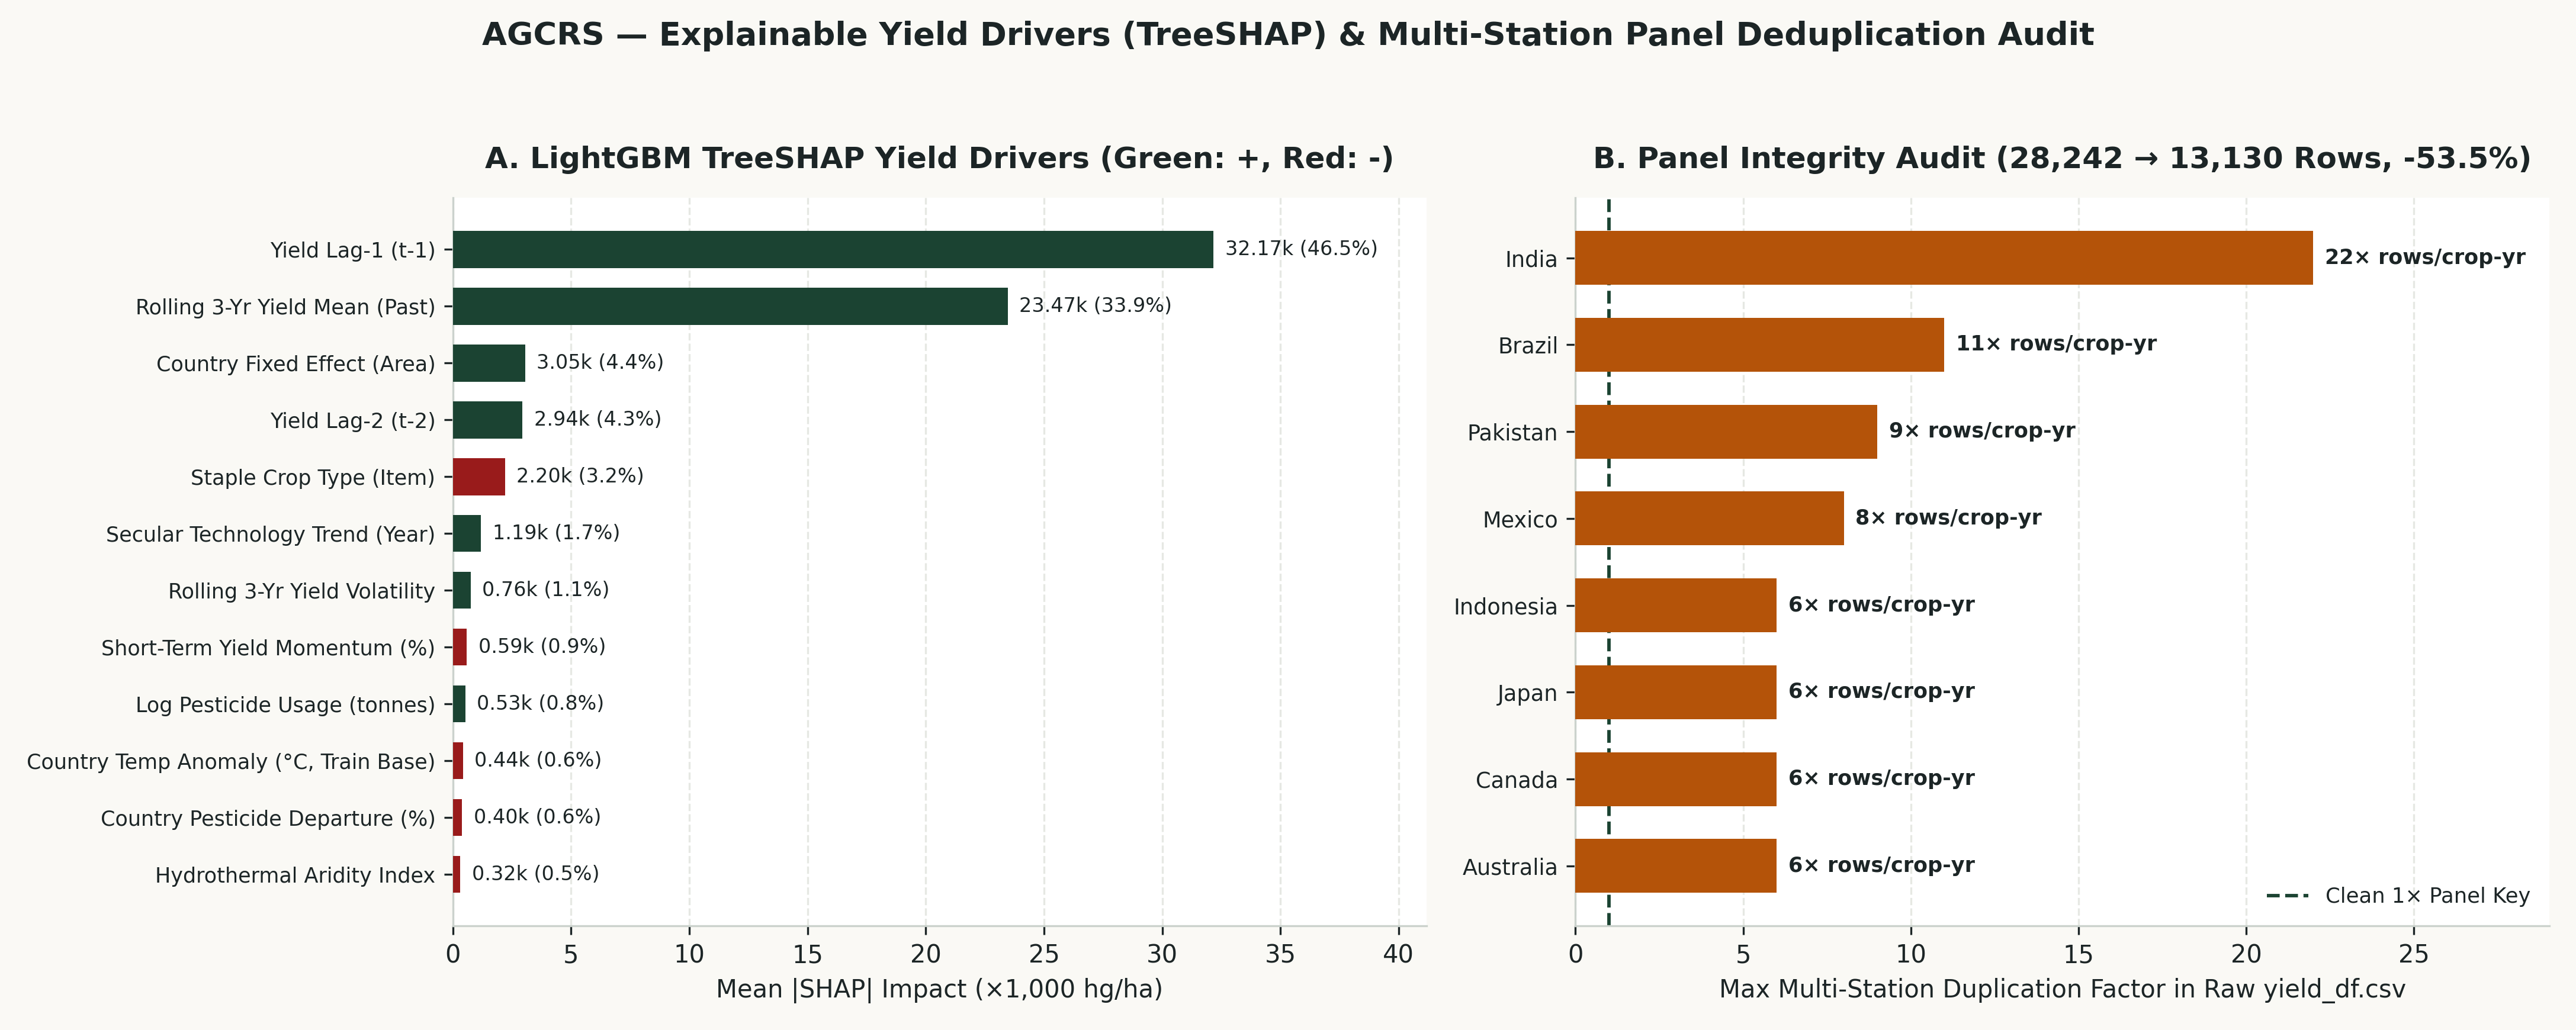 AGCRS — Explainable Yield Drivers (TreeSHAP) & Multi-Station Panel Deduplication Audit
A. LightGBM TreeSHAP Yield Drivers (Green: +, Red: -)
Yield Lag-1 (t-1)
32.17k (46.5%)
Rolling 3-Yr Yield Mean (Past)
23.47k (33.9%)
Country Fixed Effect (Area)
3.05k (4.4%)
Yield Lag-2 (t-2)
2.94k (4.3%)
Staple Crop Type (Item)
2.20k (3.2%)
Secular Technology Trend (Year)
1.19k (1.7%)
Rolling 3-Yr Yield Volatility
0.76k (1.1%)
Short-Term Yield Momentum (%)
0.59k (0.9%)
Log Pesticide Usage (tonnes)
0.53k (0.8%)
Country Temp Anomaly (°C, Train Base)
0.44k (0.6%)
Country Pesticide Departure (%)
0.40k (0.6%)
Hydrothermal Aridity Index
0.32k (0.5%)
0 5 10 15 20 25 30 35 40
Mean |SHAP| Impact (×1,000 hg/ha)
B. Panel Integrity Audit (28,242 → 13,130 Rows, -53.5%)
India
22× rows/crop-yr
Brazil
11× rows/crop-yr
Pakistan
9× rows/crop-yr
Mexico
8× rows/crop-yr
Indonesia
6× rows/crop-yr
Japan
6× rows/crop-yr
Canada
6× rows/crop-yr
Australia
6× rows/crop-yr
Clean 1× Panel Key
0 5 10 15 20 25
Max Multi-Station Duplication Factor in Raw yield_df.csv